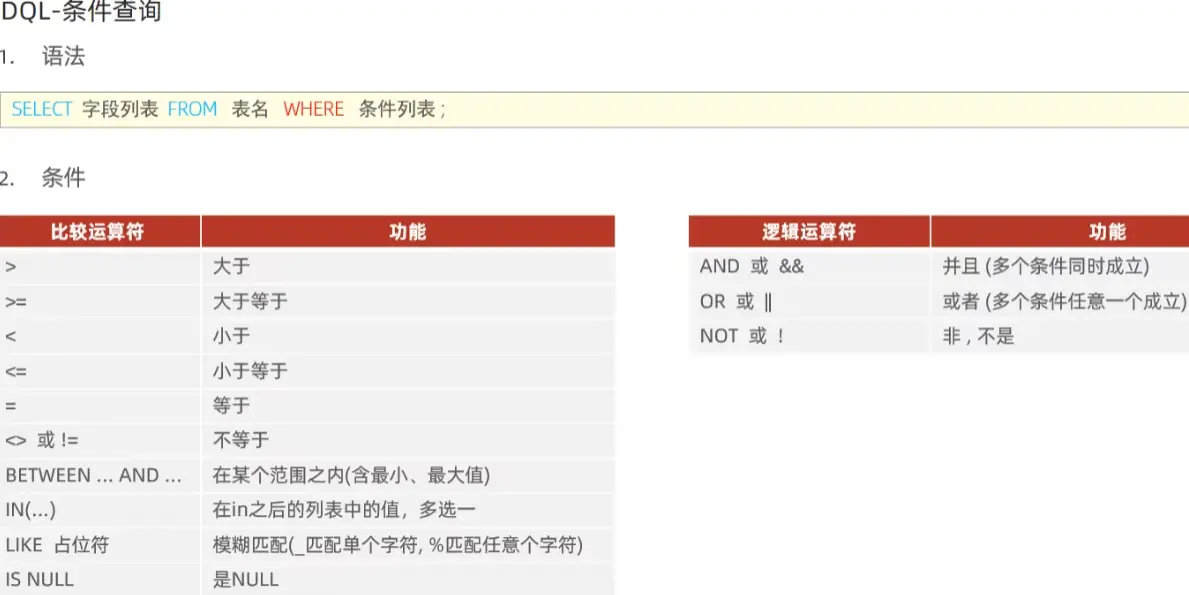 DQL-条件查询
1. 语法
SELECT 字段列表 FROM 表名 WHERE 条件列表 ;
2. 条件
比较运算符 功能
> 大于
>= 大于等于
< 小于
<= 小于等于
= 等于
<> 或 != 不等于
BETWEEN ... AND ... 在某个范围之内(含最小、最大值)
IN(...) 在in之后的列表中的值，多选一
LIKE 占位符 模糊匹配(_匹配单个字符, %匹配任意个字符)
IS NULL 是NULL
逻辑运算符 功能
AND 或 && 并且 (多个条件同时成立)
OR 或 || 或者 (多个条件任意一个成立)
NOT 或 ! 非 , 不是